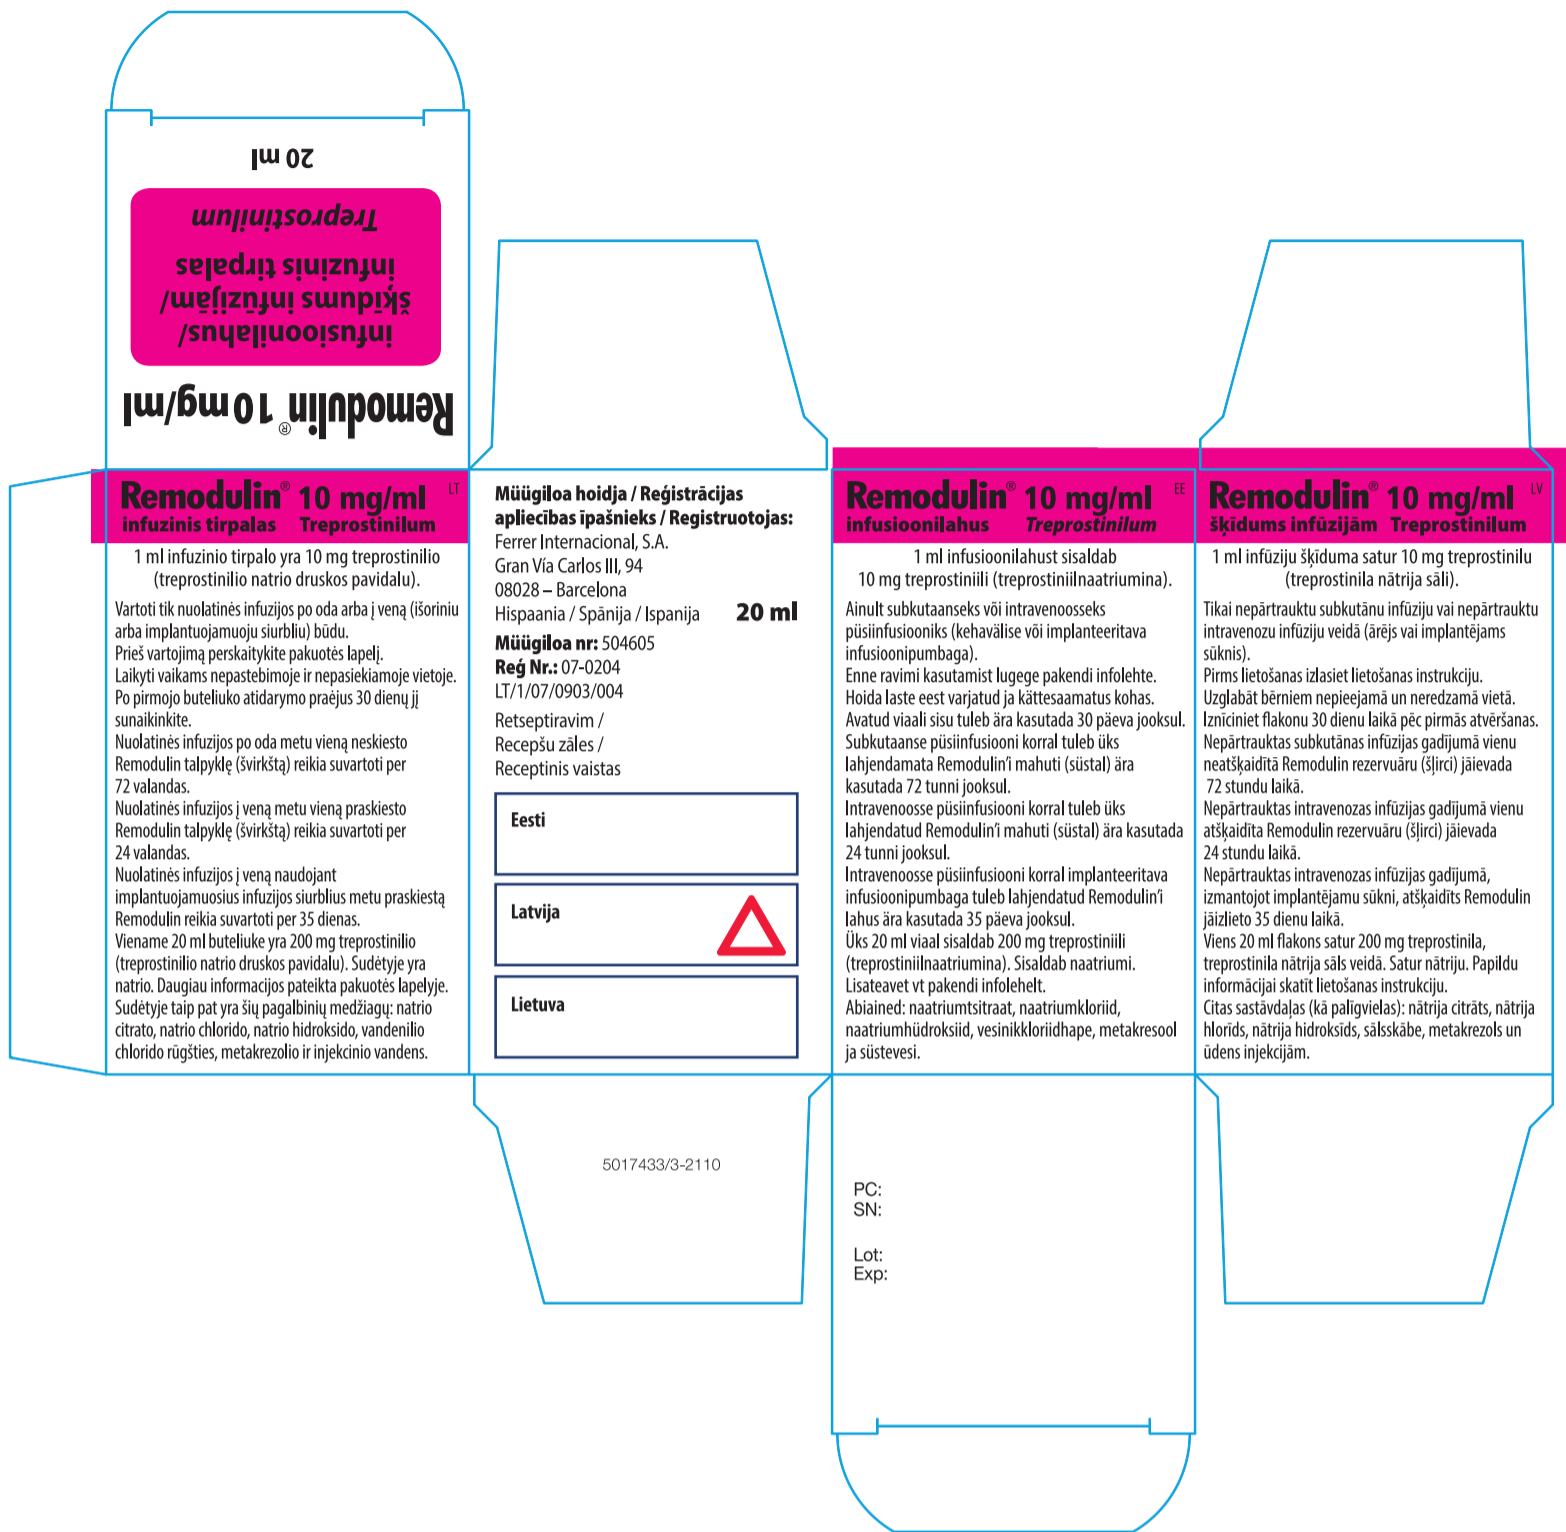 Remodulin® 10 mg/ml
infusioonilahus/
šķīdums infūzijām/
infuzinis tirpalas
Treprostinilum
20 ml
Remodulin® 10 mg/ml LT
infuzinis tirpalas Treprostinilum
1 ml infuzinio tirpalo yra 10 mg treprostinilio
(treprostinilio natrio druskos pavidalu).
Vartoti tik nuolatinės infuzijos po oda arba į veną (išoriniu
arba implantuojamuoju siurbliu) būdu.
Prieš vartojimą perskaitykite pakuotės lapelį.
Laikyti vaikams nepastebimoje ir nepasiekiamoje vietoje.
Po pirmojo buteliuko atidarymo praėjus 30 dienų jį
sunaikinkite.
Nuolatinės infuzijos po oda metu vieną neskiesto
Remodulin talpyklę (švirkštą) reikia suvartoti per
72 valandas.
Nuolatinės infuzijos į veną metu vieną praskiesto
Remodulin talpyklę (švirkštą) reikia suvartoti per
24 valandas.
Nuolatinės infuzijos į veną naudojant
implantuojamuosius infuzijos siurblius metu praskiestą
Remodulin reikia suvartoti per 35 dienas.
Viename 20 ml buteliuke yra 200 mg treprostinilio
(treprostinilio natrio druskos pavidalu). Sudėtyje yra
natrio. Daugiau informacijos pateikta pakuotės lapelyje.
Sudėtyje taip pat yra šių pagalbinių medžiagų: natrio
citrato, natrio chlorido, natrio hidroksido, vandenilio
chlorido rūgšties, metakrezolio ir injekcinio vandens.
Müügiloa hoidja / Reģistrācijas
apliecības īpašnieks / Registruotojas:
Ferrer Internacional, S.A.
Gran Vía Carlos III, 94
08028 – Barcelona
Hispaania / Spānija / Ispanija 20 ml
Müügiloa nr: 504605
Reģ Nr.: 07-0204
LT/1/07/0903/004
Retseptiravim /
Recepšu zāles /
Receptinis vaistas
Eesti
Latvija
Lietuva
5017433/3-2110
Remodulin® 10 mg/ml EE
infusioonilahus Treprostinilum
1 ml infusioonilahust sisaldab
10 mg treprostiniili (treprostiniilnaatriumina).
Ainult subkutaanseks või intravenoosseks
püsiinfusiooniks (kehavälise või implanteeritava
infusioonipumbaga).
Enne ravimi kasutamist lugege pakendi infolehte.
Hoida laste eest varjatud ja kättesaamatus kohas.
Avatud viaali sisu tuleb ära kasutada 30 päeva jooksul.
Subkutaanse püsiinfusiooni korral tuleb üks
lahjendamata Remodulin’i mahuti (süstal) ära
kasutada 72 tunni jooksul.
Intravenoosse püsiinfusiooni korral tuleb üks
lahjendatud Remodulin’i mahuti (süstal) ära kasutada
24 tunni jooksul.
Intravenoosse püsiinfusiooni korral implanteeritava
infusioonipumbaga tuleb lahjendatud Remodulin’i
lahus ära kasutada 35 päeva jooksul.
Üks 20 ml viaal sisaldab 200 mg treprostiniili
(treprostiniilnaatriumina). Sisaldab naatriumi.
Lisateavet vt pakendi infolehelt.
Abiained: naatriumtsitraat, naatriumkloriid,
naatriumhüdroksiid, vesinikkloriidhape, metakresool
ja süstevesi.
PC:
SN:
Lot:
Exp:
Remodulin® 10 mg/ml LV
šķīdums infūzijām Treprostinilum
1 ml infūziju šķīduma satur 10 mg treprostinilu
(treprostinila nātrija sāli).
Tikai nepārtrauktu subkutānu infūziju vai nepārtrauktu
intravenozu infūziju veidā (ārējs vai implantējams
sūknis).
Pirms lietošanas izlasiet lietošanas instrukciju.
Uzglabāt bērniem nepieejamā un neredzamā vietā.
Iznīciniet flakonu 30 dienu laikā pēc pirmās atvēršanas.
Nepārtrauktas subkutānas infūzijas gadījumā vienu
neatšķaidītā Remodulin rezervuāru (šļirci) jāievada
72 stundu laikā.
Nepārtrauktas intravenozas infūzijas gadījumā vienu
atšķaidīta Remodulin rezervuāru (šļirci) jāievada
24 stundu laikā.
Nepārtrauktas intravenozas infūzijas gadījumā,
izmantojot implantējamu sūkni, atšķaidīts Remodulin
jāizlieto 35 dienu laikā.
Viens 20 ml flakons satur 200 mg treprostinila,
treprostinila nātrija sāls veidā. Satur nātriju. Papildu
informācijai skatīt lietošanas instrukciju.
Citas sastāvdaļas (kā palīgvielas): nātrija citrāts, nātrija
hlorīds, nātrija hidroksīds, sālsskābe, metakrezols un
ūdens injekcijām.